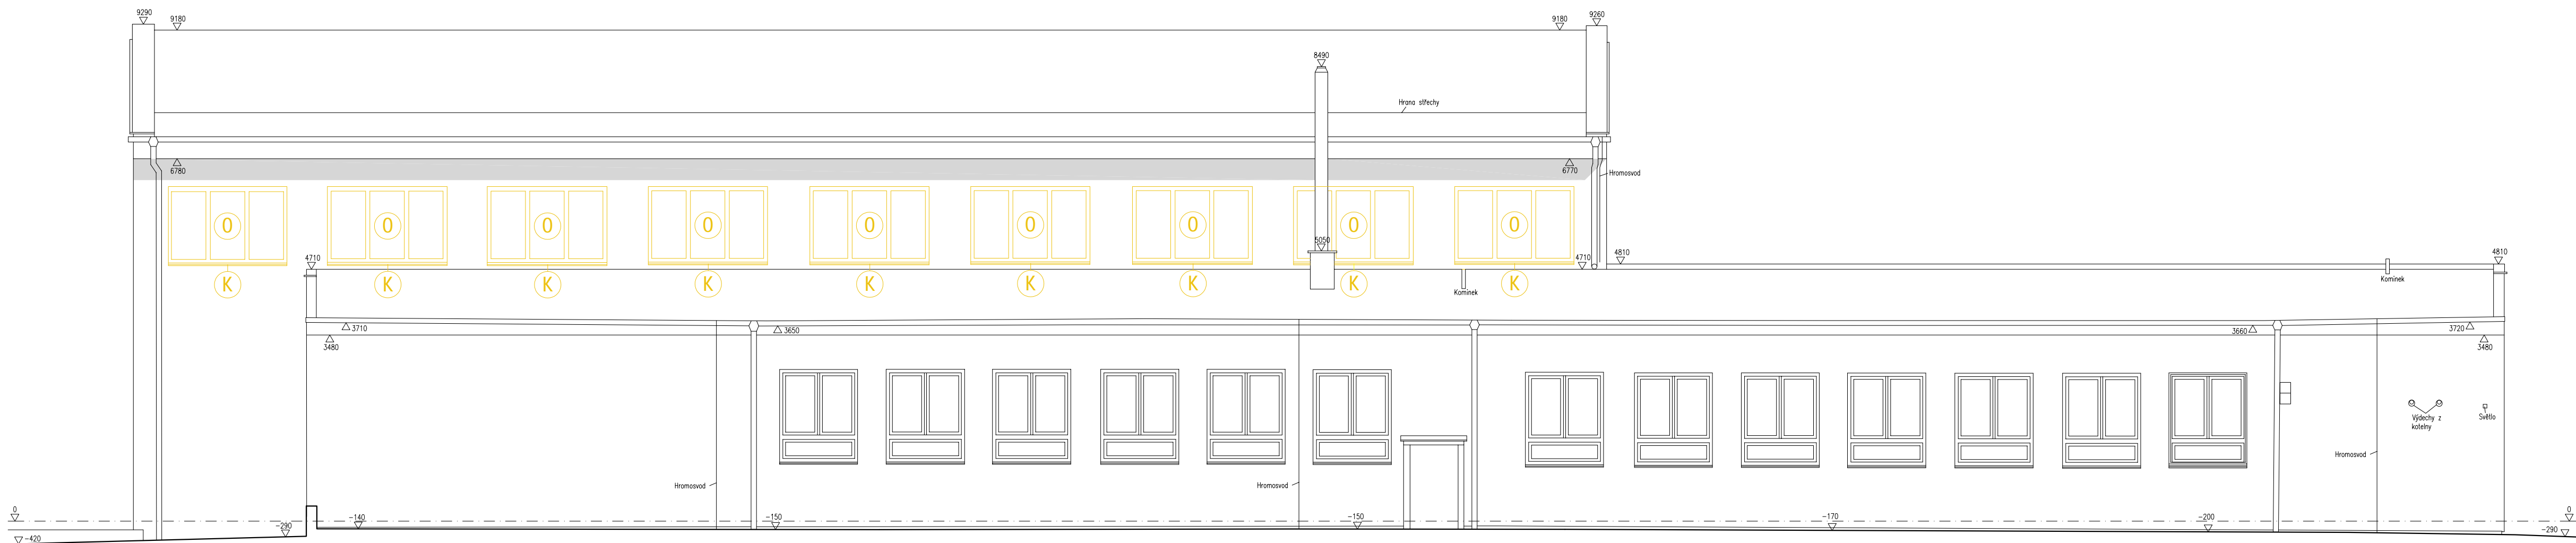 9290
9180
9180
9260
8490
Hrana střechy
6780
6770
Hromosvod
O O O O O O O O O
5050
4710
4710
4810
4810
K K K K K K K K K
Komínek
Komínek
3710
3650
3660
3720
3480
3480
Výdechy z
kotelny
Světlo
Hromosvod
Hromosvod
Hromosvod
0
-290
-140
-150
-150
-170
-200
0
-290
-420